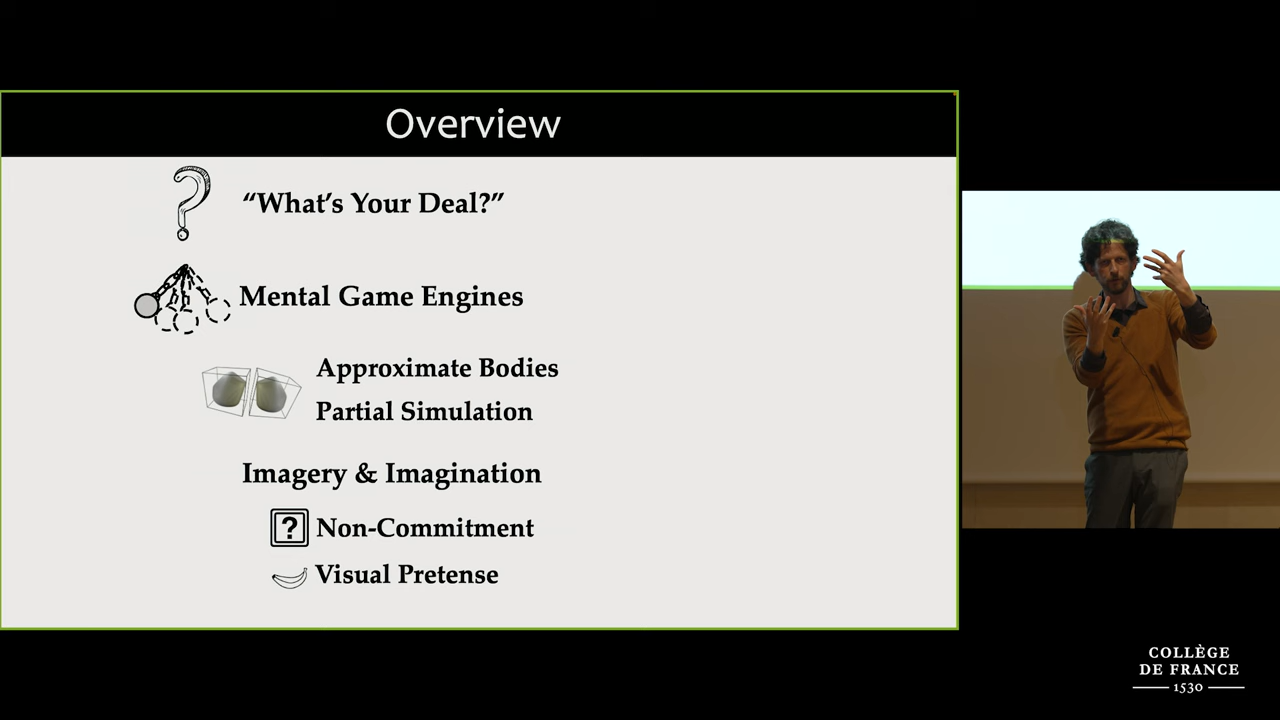 Overview
“What’s Your Deal?”
Mental Game Engines
Approximate Bodies
Partial Simulation
Imagery & Imagination
? Non-Commitment
Visual Pretense
COLLÈGE
DE FRANCE
1530